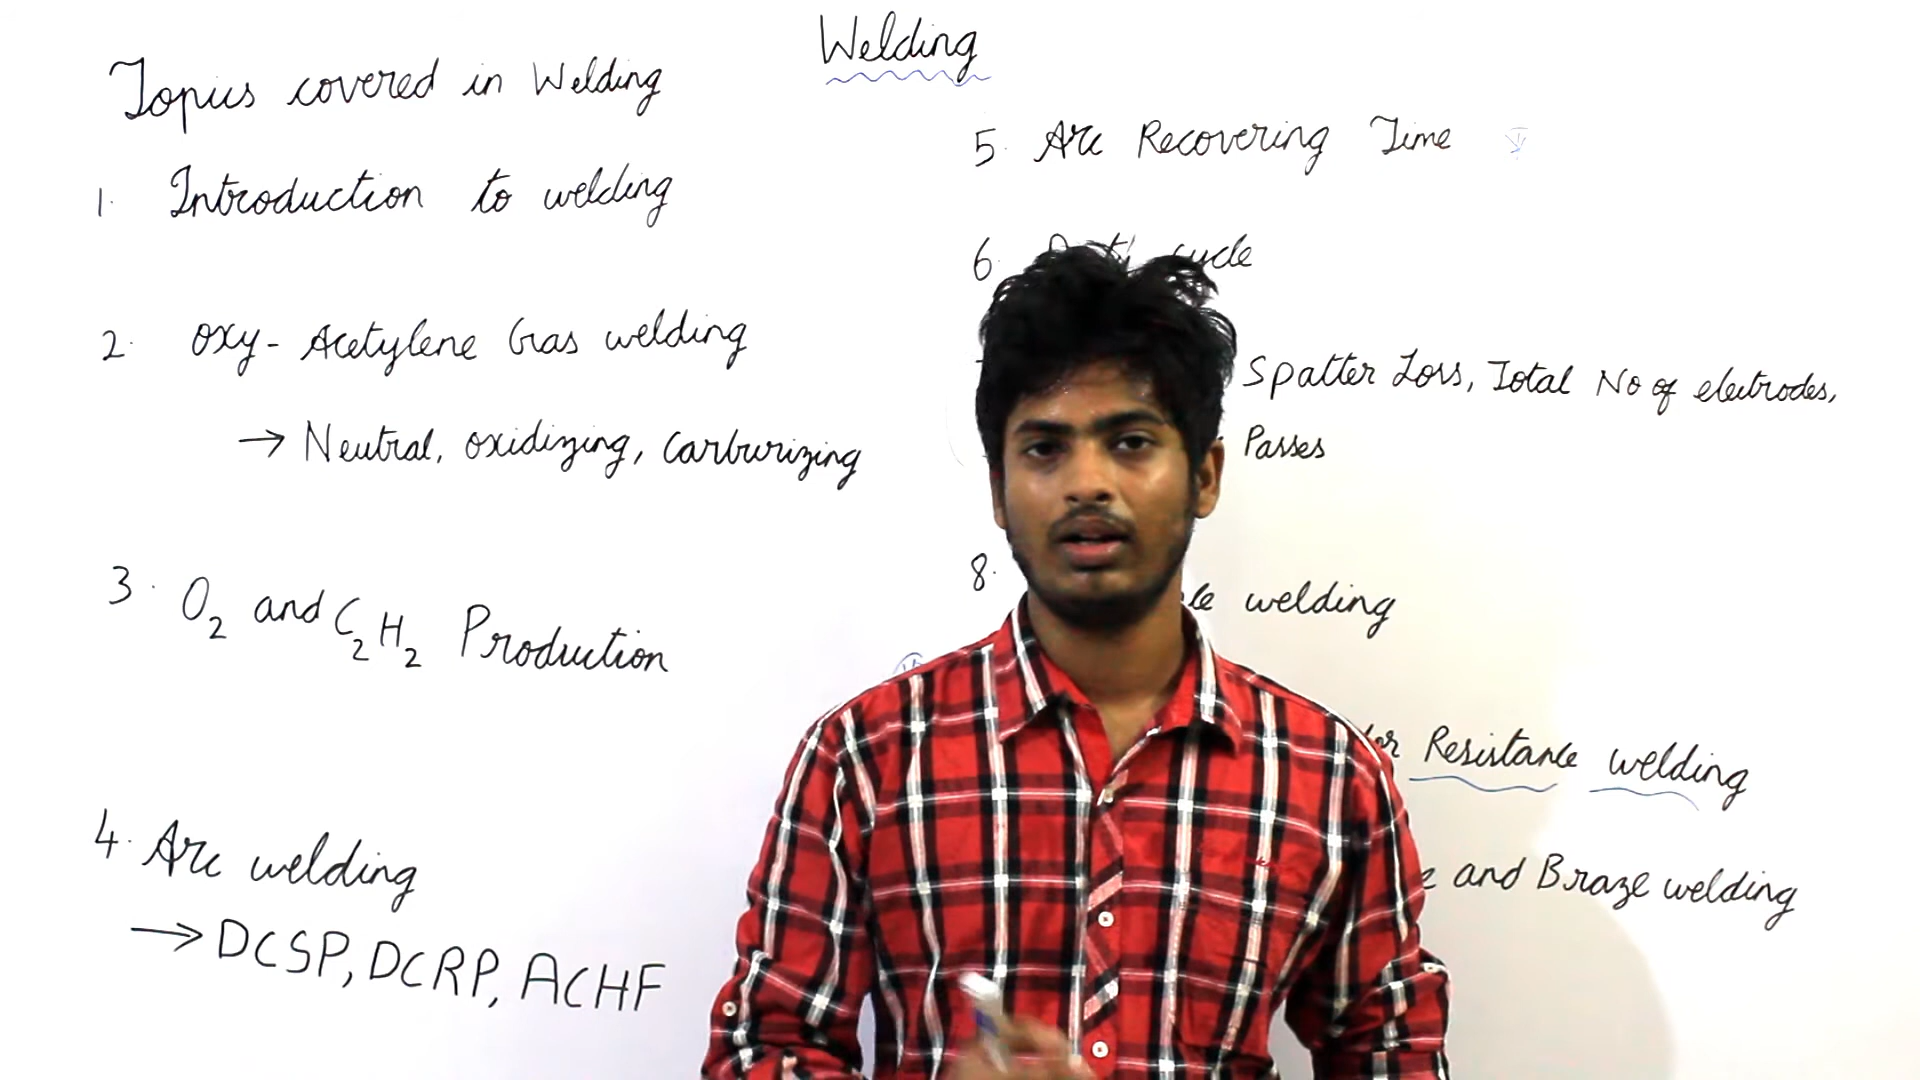 Welding
Topics covered in Welding
1. Introduction to welding
2. Oxy-Acetylene Gas welding
→ Neutral, oxidizing, carburizing
3. O2 and C2H2 Production
4. Arc welding
→ DCSP, DCRP, ACHF
5. Arc Recovering Time
6. cycle
Spatter Loss, Total No of electrodes,
Passes
8.
welding
Resistance welding
and Braze welding